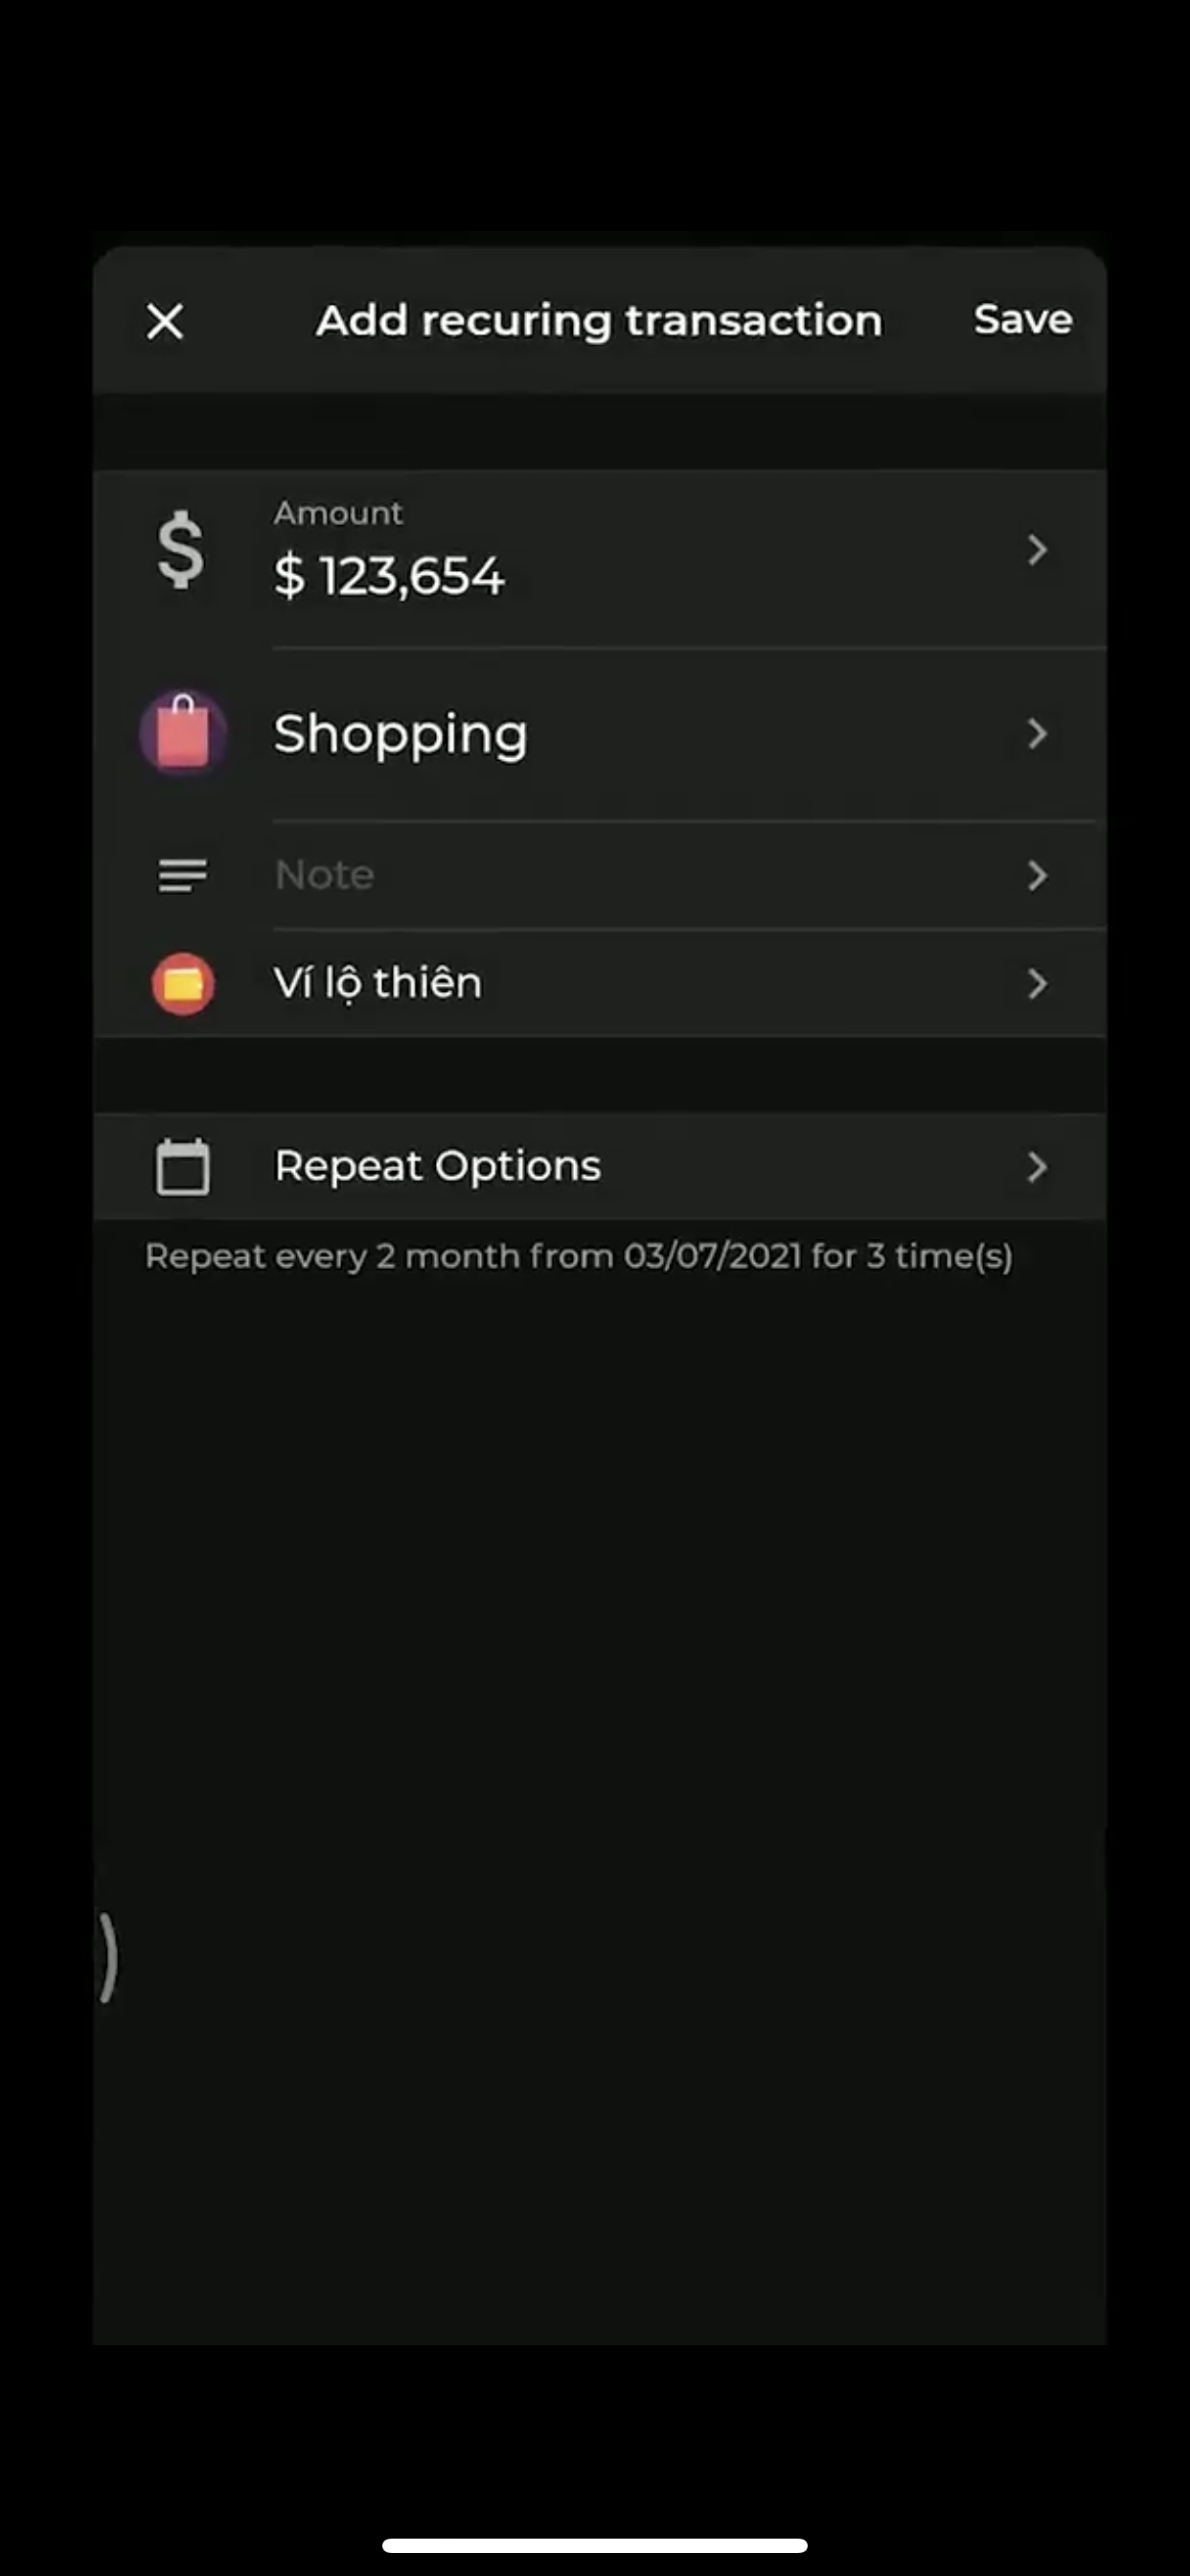 Add recuring transaction
Save
Amount
$ 123,654
Shopping
Note
Ví lộ thiên
Repeat Options
Repeat every 2 month from 03/07/2021 for 3 time(s)